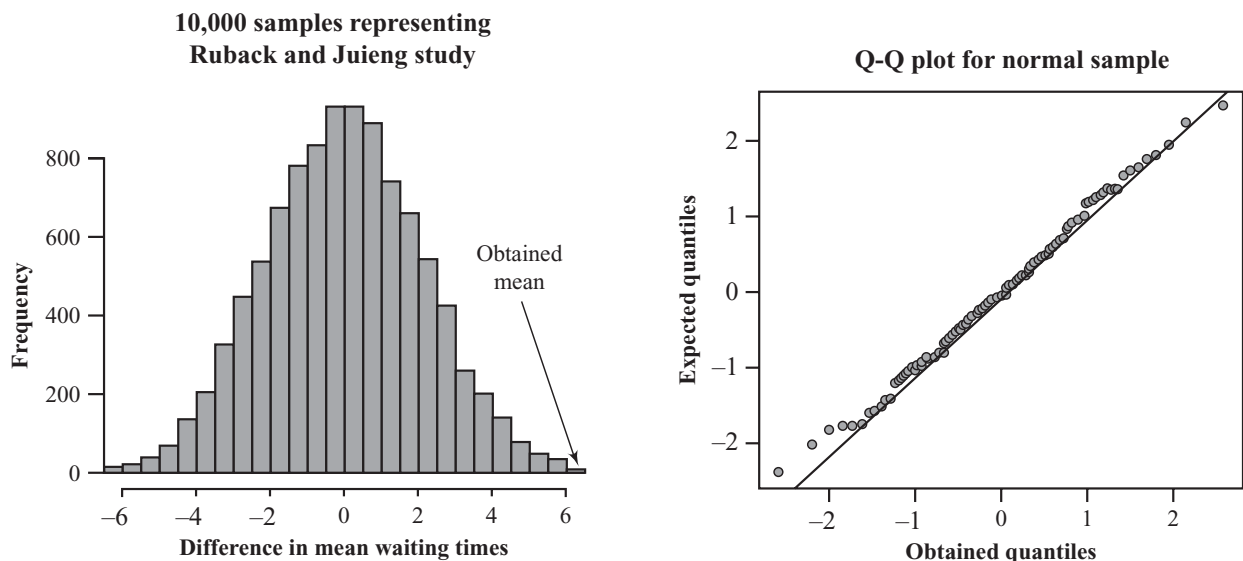 10,000 samples representing
Ruback and Juieng study
800
600
400
200
0
Frequency
Obtained
mean
–6
–4
–2
0
2
4
6
Difference in mean waiting times
Q-Q plot for normal sample
2
1
0
–1
–2
Expected quantiles
–2
–1
0
1
2
Obtained quantiles